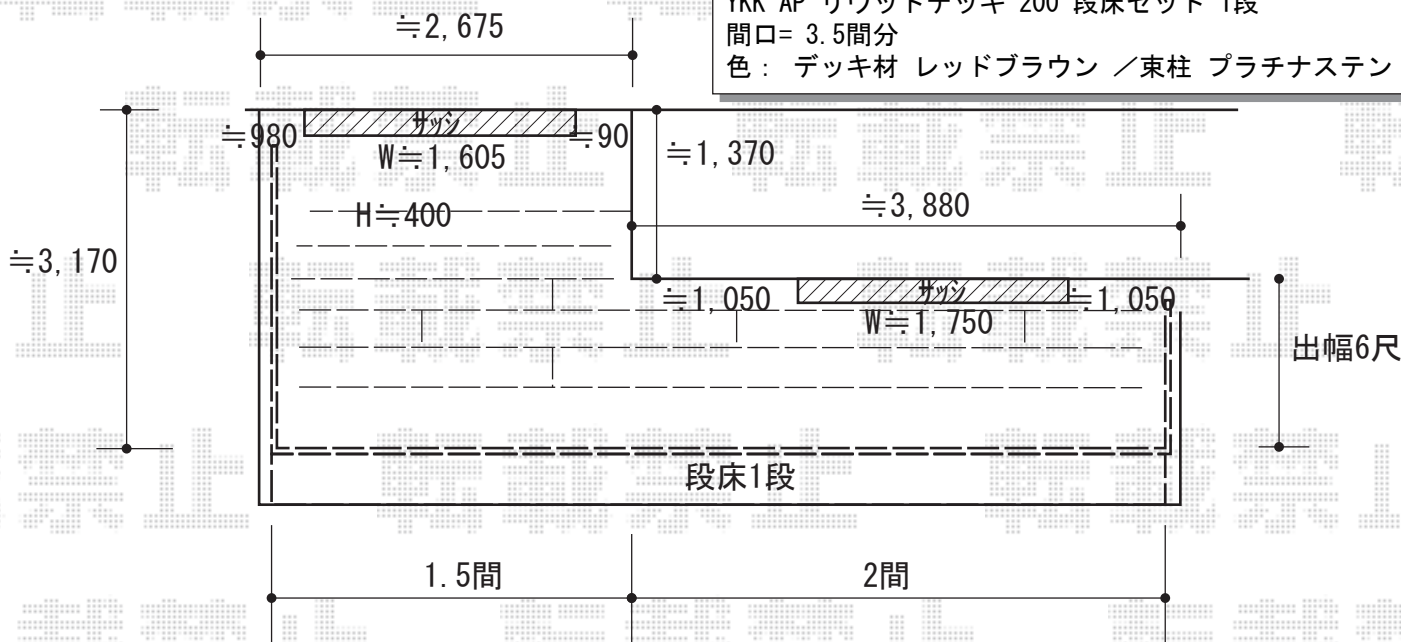 YKK AP リウッドデッキ 200 段床セット 1段
間口= 3.5間分
色： デッキ材 レッドブラウン ／束柱 プラチナステン
≒2,675
≒980
サッシ
≒90
W≒1,605
≒1,370
H≒400
≒3,880
≒3,170
≒1,050
サッシ
≒1,050
W≒1,750
出幅6尺
段床1段
1.5間
2間
転載禁止